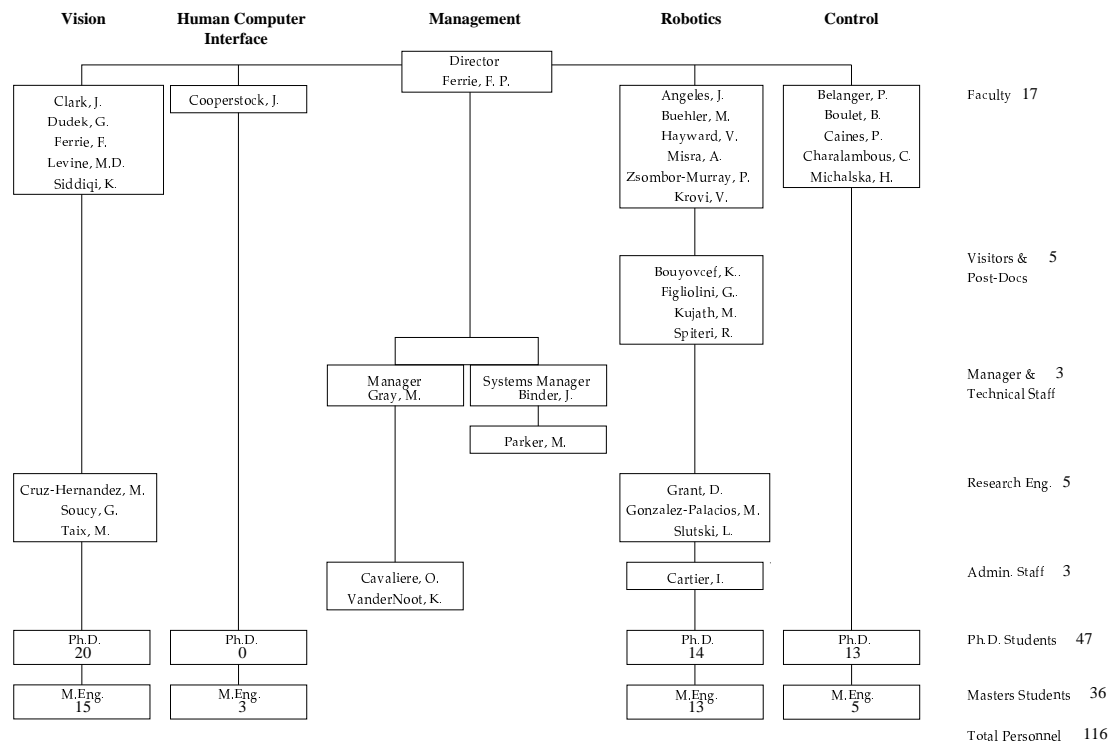 Vision
Human Computer
Interface
Management
Robotics
Control
Director
Ferrie, F. P.
Clark, J.
Dudek, G.
Ferrie, F.
Levine, M.D.
Siddiqi, K.
Cooperstock, J.
Angeles, J.
Buehler, M.
Hayward, V.
Misra, A.
Zsombor-Murray, P.
Krovi, V.
Belanger, P.
Boulet, B.
Caines, P.
Charalambous, C.
Michalska, H.
Faculty 17
Bouyovcef, K..
Figliolini, G..
Kujath, M.
Spiteri, R.
Visitors & 5
Post-Docs
Manager
Gray, M.
Systems Manager
Binder, J.
Parker, M.
Manager & 3
Technical Staff
Cruz-Hernandez, M.
Soucy, G.
Taix, M.
Grant, D.
Gonzalez-Palacios, M.
Slutski, L.
Research Eng. 5
Cavaliere, O.
VanderNoot, K.
Cartier, I.
Admin. Staff 3
Ph.D.
20
Ph.D.
0
Ph.D.
14
Ph.D.
13
Ph.D. Students 47
M.Eng.
15
M.Eng.
3
M.Eng.
13
M.Eng.
5
Masters Students 36
Total Personnel 116